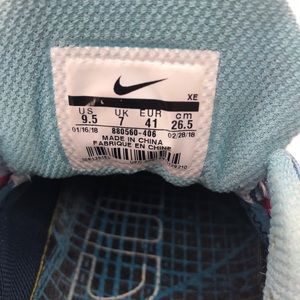 XE
US UK EUR cm
9.5 7 41 26.5
01/16/18 880560-406 02/28/18
MADE IN CHINA
FABRIQUE EN CHINE